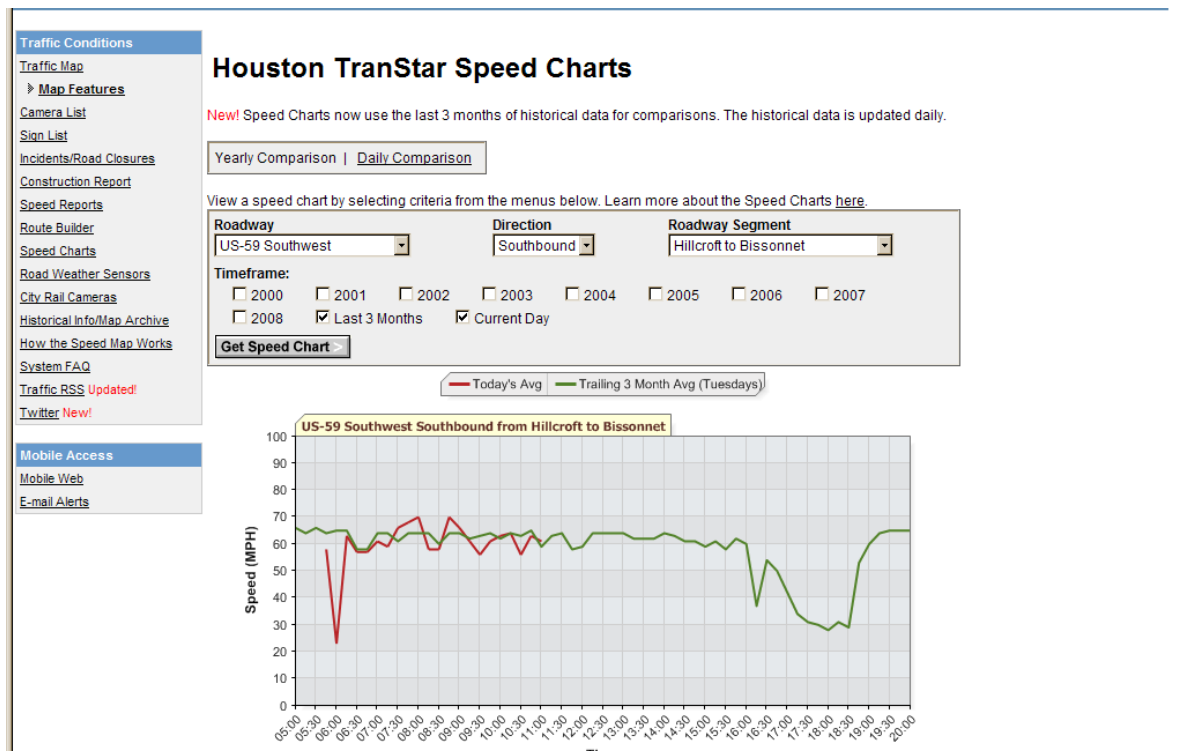 Traffic Conditions
Traffic Map
Map Features
Camera List
Sign List
Incidents/Road Closures
Construction Report
Speed Reports
Route Builder
Speed Charts
Road Weather Sensors
City Rail Cameras
Historical Info/Map Archive
How the Speed Map Works
System FAQ
Traffic RSS Updated!
Twitter New!
Mobile Access
Mobile Web
E-mail Alerts
Houston TranStar Speed Charts
New! Speed Charts now use the last 3 months of historical data for comparisons. The historical data is updated daily.
Yearly Comparison | Daily Comparison
View a speed chart by selecting criteria from the menus below. Learn more about the Speed Charts here.
Roadway Direction Roadway Segment
US-59 Southwest Southbound Hillcroft to Bissonnet
Timeframe:
2000 2001 2002 2003 2004 2005 2006 2007
2008 Last 3 Months Current Day
Get Speed Chart >
Today's Avg Trailing 3 Month Avg (Tuesdays)
US-59 Southwest Southbound from Hillcroft to Bissonnet
Speed (MPH)
100
90
80
70
60
50
40
30
20
10
0
05:00 05:30 06:00 06:30 07:00 07:30 08:00 08:30 09:00 09:30 10:00 10:30 11:00 11:30 12:00 12:30 13:00 13:30 14:00 14:30 15:00 15:30 16:00 16:30 17:00 17:30 18:00 18:30 19:00 19:30 20:00